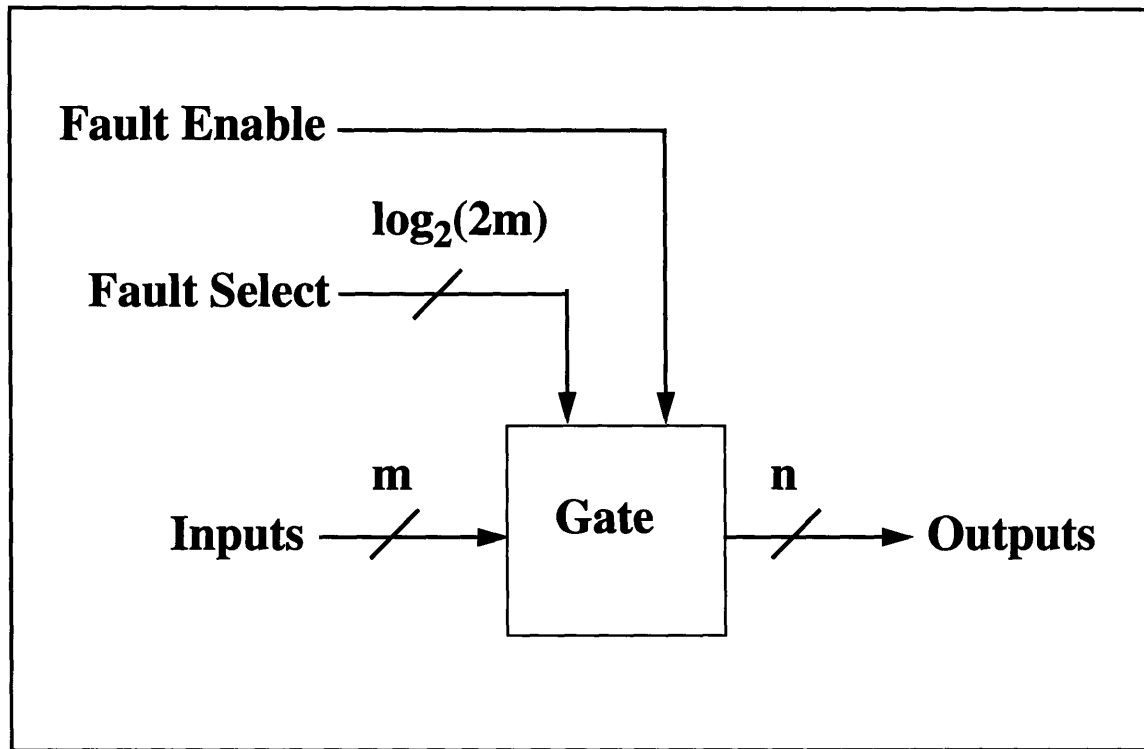 Fault Enable
log₂(2m)
Fault Select
m
n
Inputs
Gate
Outputs